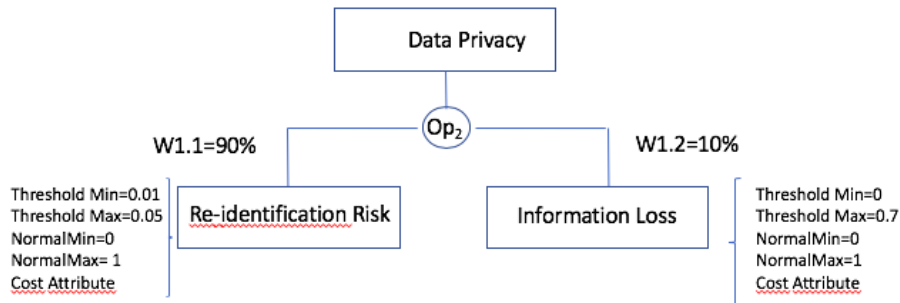 Data Privacy
Op2
W1.1=90%
W1.2=10%
Threshold Min=0.01
Threshold Max=0.05
NormalMin=0
NormalMax= 1
Cost Attribute
Re-identification Risk
Information Loss
Threshold Min=0
Threshold Max=0.7
NormalMin=0
NormalMax=1
Cost Attribute